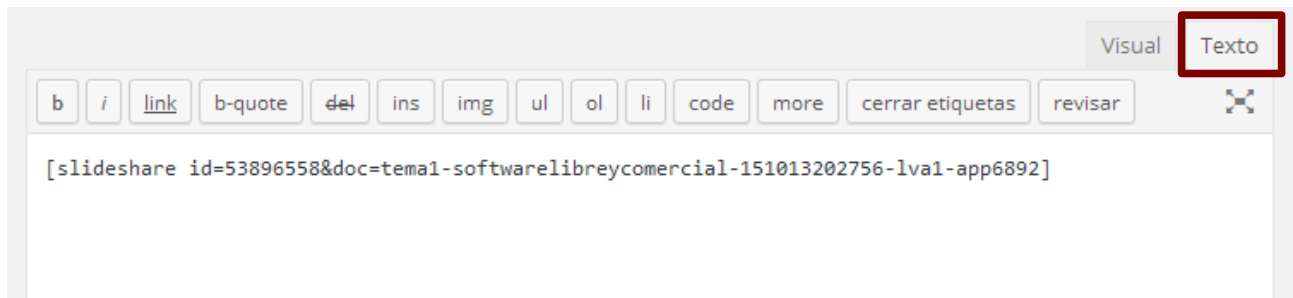 Visual Texto
b i link b-quote del ins img ul ol li code more cerrar etiquetas revisar
[slideshare id=53896558&doc=tema1-softwarelibreycomercial-151013202756-lva1-app6892]